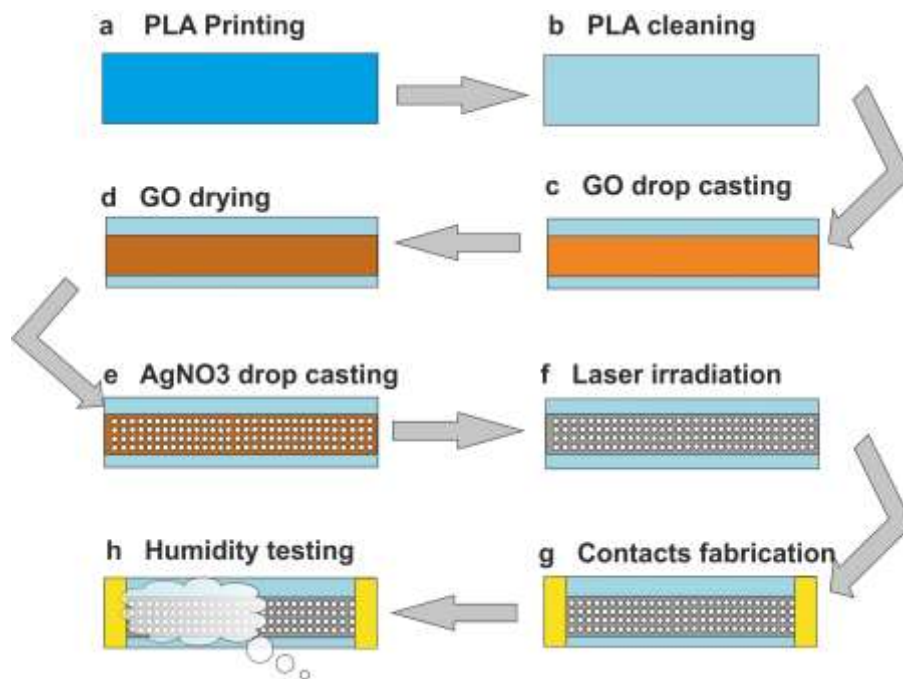 a PLA Printing
b PLA cleaning
d GO drying
c GO drop casting
e AgNO3 drop casting
f Laser irradiation
h Humidity testing
g Contacts fabrication